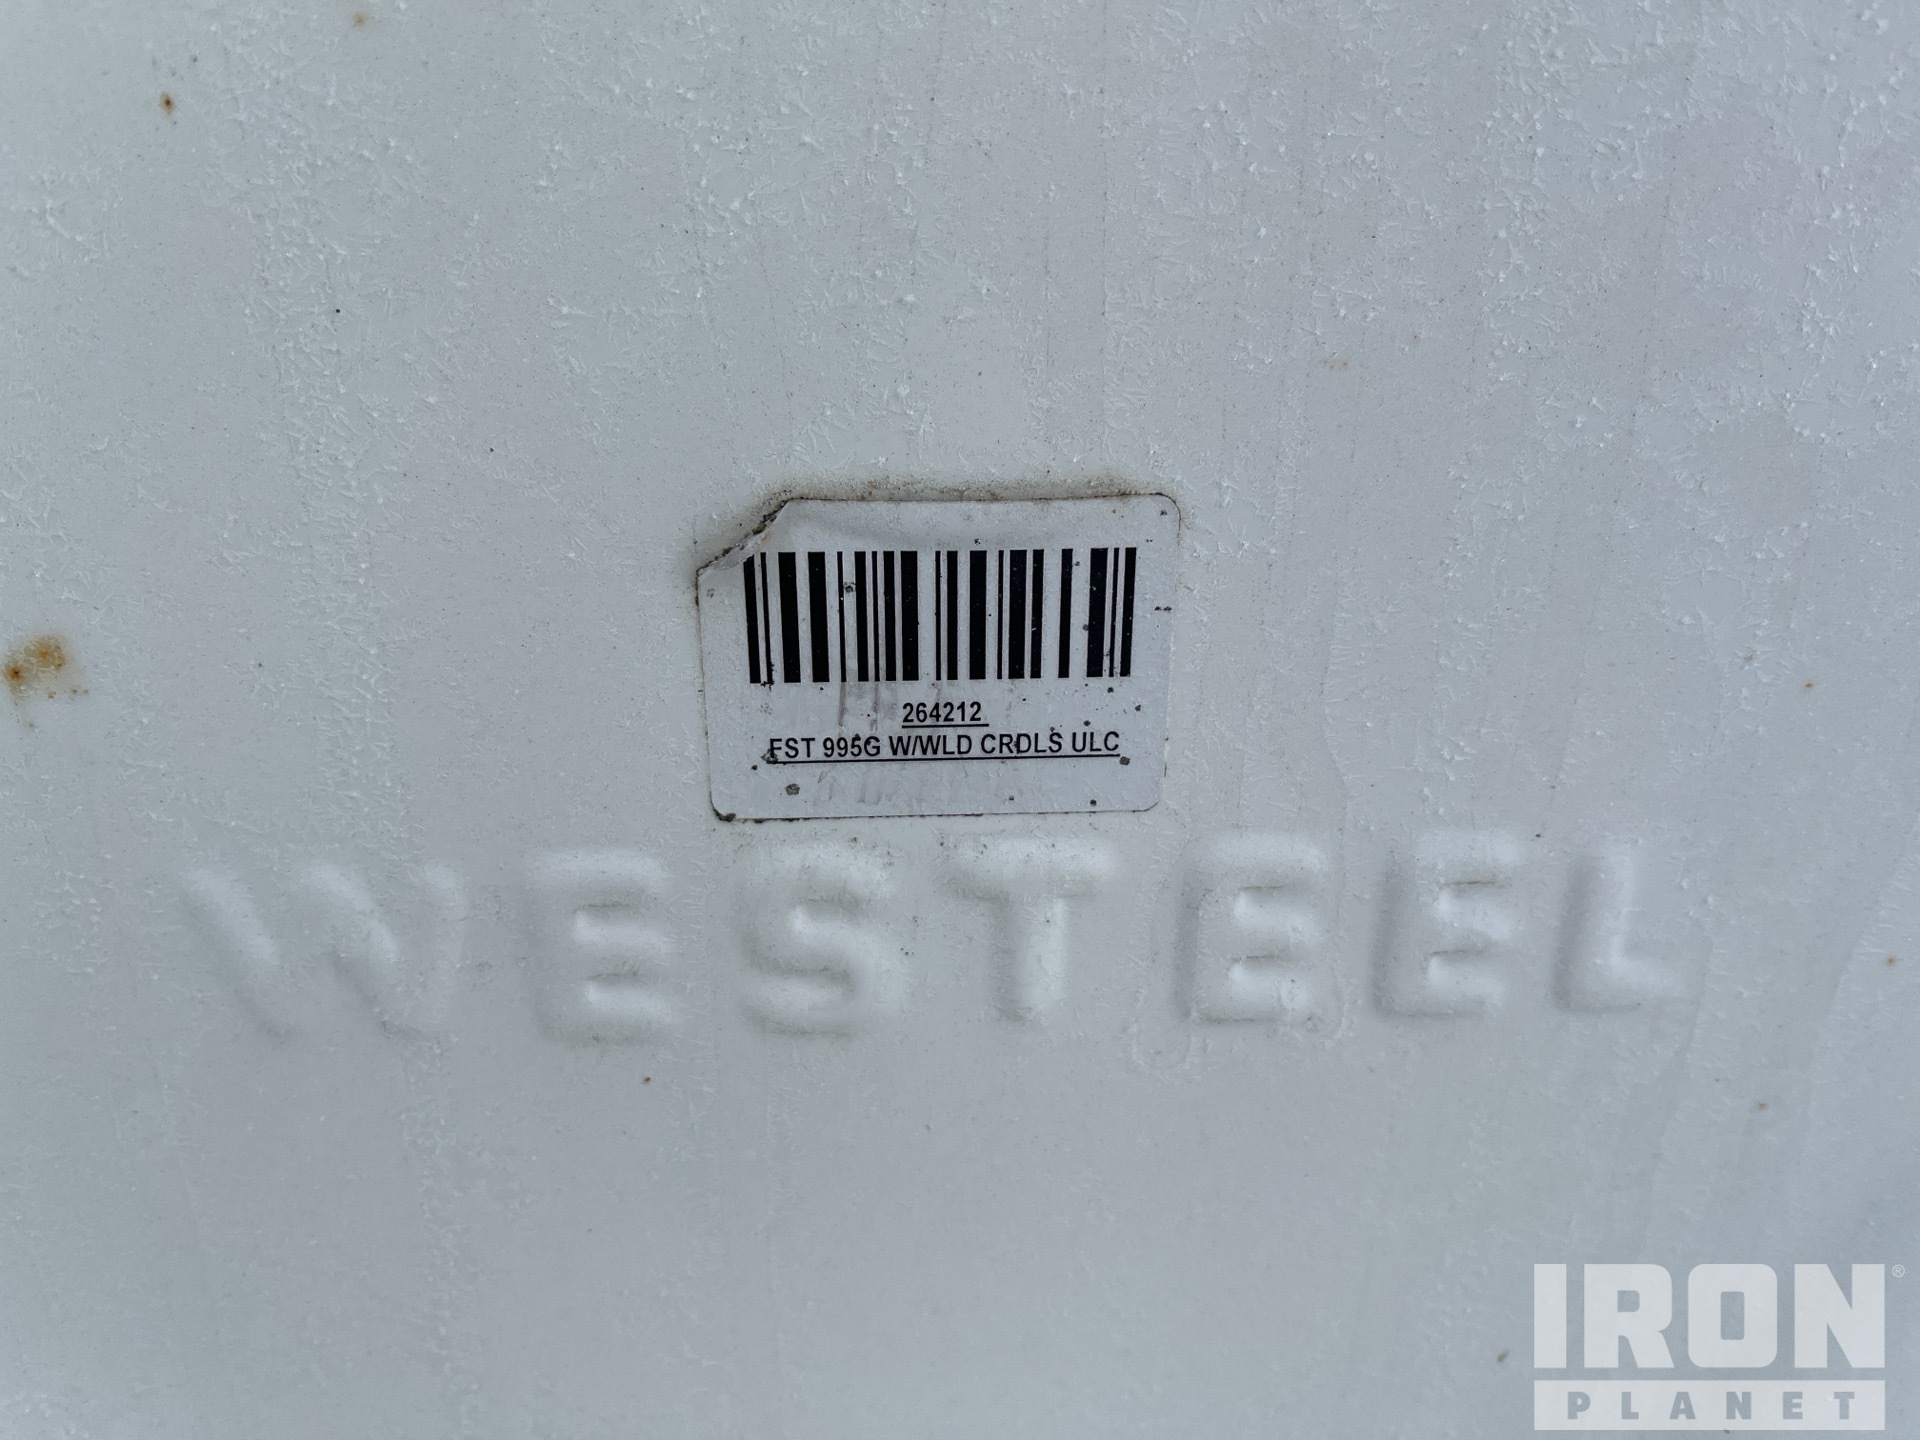 264212
FST 995G W/WLD CRDLS ULC
WESTEEL
IRON®
PLANET